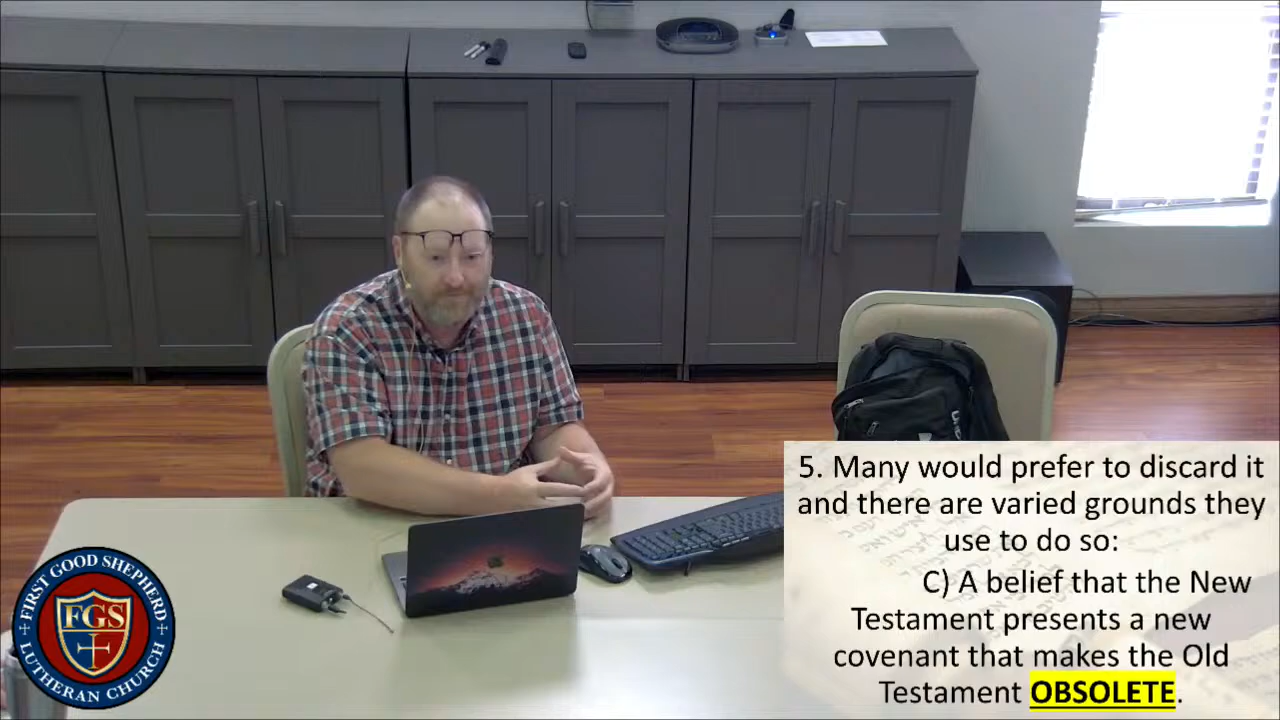 5. Many would prefer to discard it
and there are varied grounds they
use to do so:
C) A belief that the New
Testament presents a new
covenant that makes the Old
Testament OBSOLETE.
FIRST GOOD SHEPHERD
FGS
LUTHERAN CHURCH